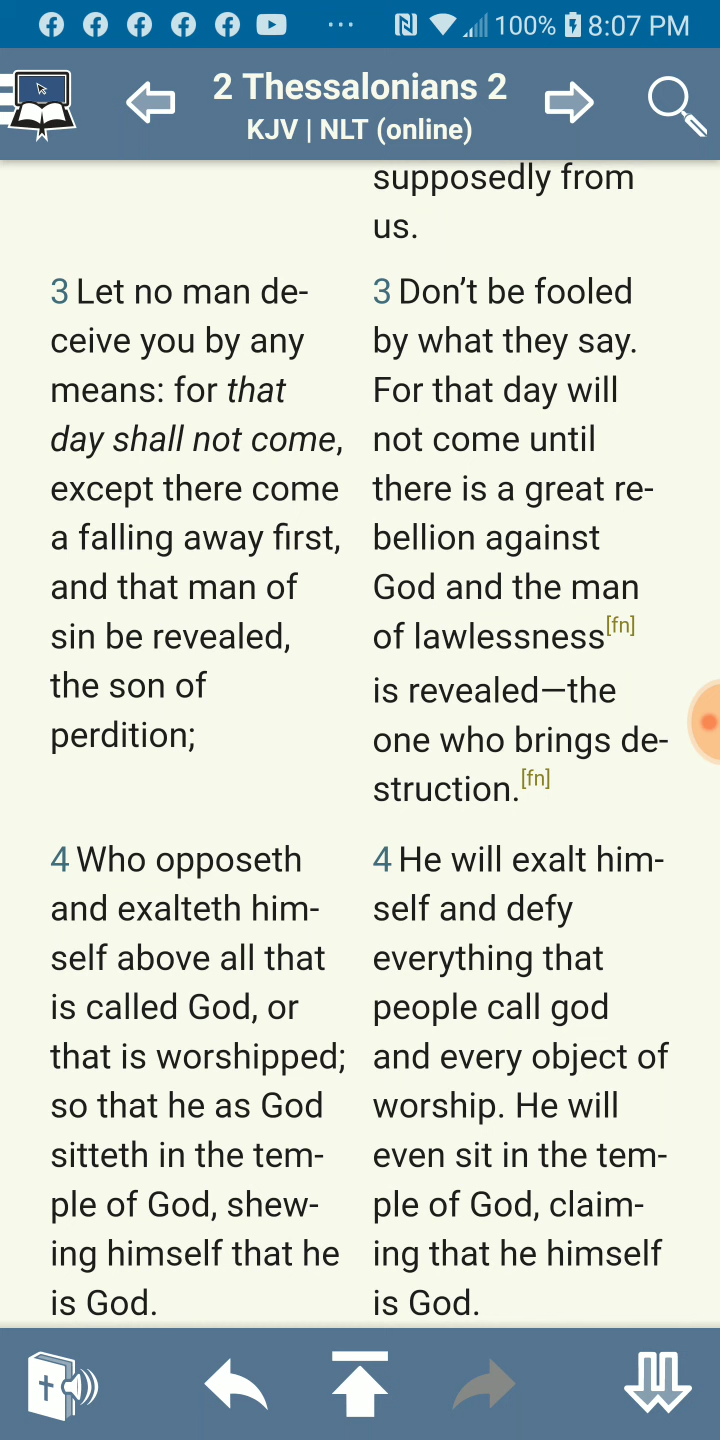 100% 8:07 PM
2 Thessalonians 2
KJV | NLT (online)
supposedly from
us.
3 Let no man de-
ceive you by any
means: for that
day shall not come,
except there come
a falling away first,
and that man of
sin be revealed,
the son of
perdition;
3 Don’t be fooled
by what they say.
For that day will
not come until
there is a great re-
bellion against
God and the man
of lawlessness[fn]
is revealed—the
one who brings de-
struction.[fn]
4 Who opposeth
and exalteth him-
self above all that
is called God, or
that is worshipped;
so that he as God
sitteth in the tem-
ple of God, shew-
ing himself that he
is God.
4 He will exalt him-
self and defy
everything that
people call god
and every object of
worship. He will
even sit in the tem-
ple of God, claim-
ing that he himself
is God.